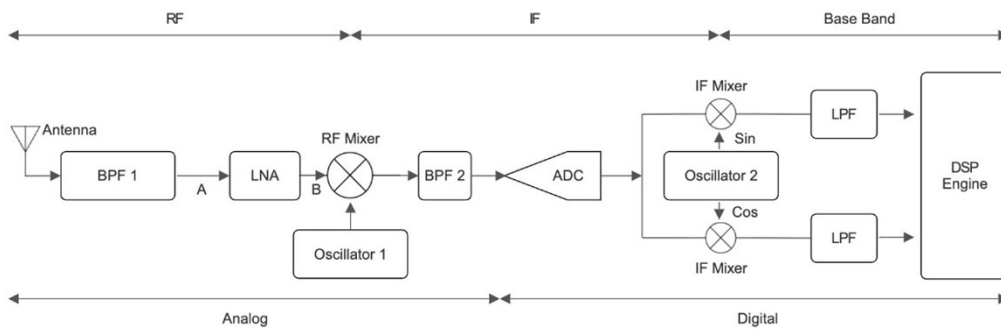 RF
IF
Base Band
Antenna
BPF 1
A
LNA
B
RF Mixer
Oscillator 1
BPF 2
ADC
IF Mixer
Sin
Oscillator 2
Cos
IF Mixer
LPF
LPF
DSP
Engine
Analog
Digital